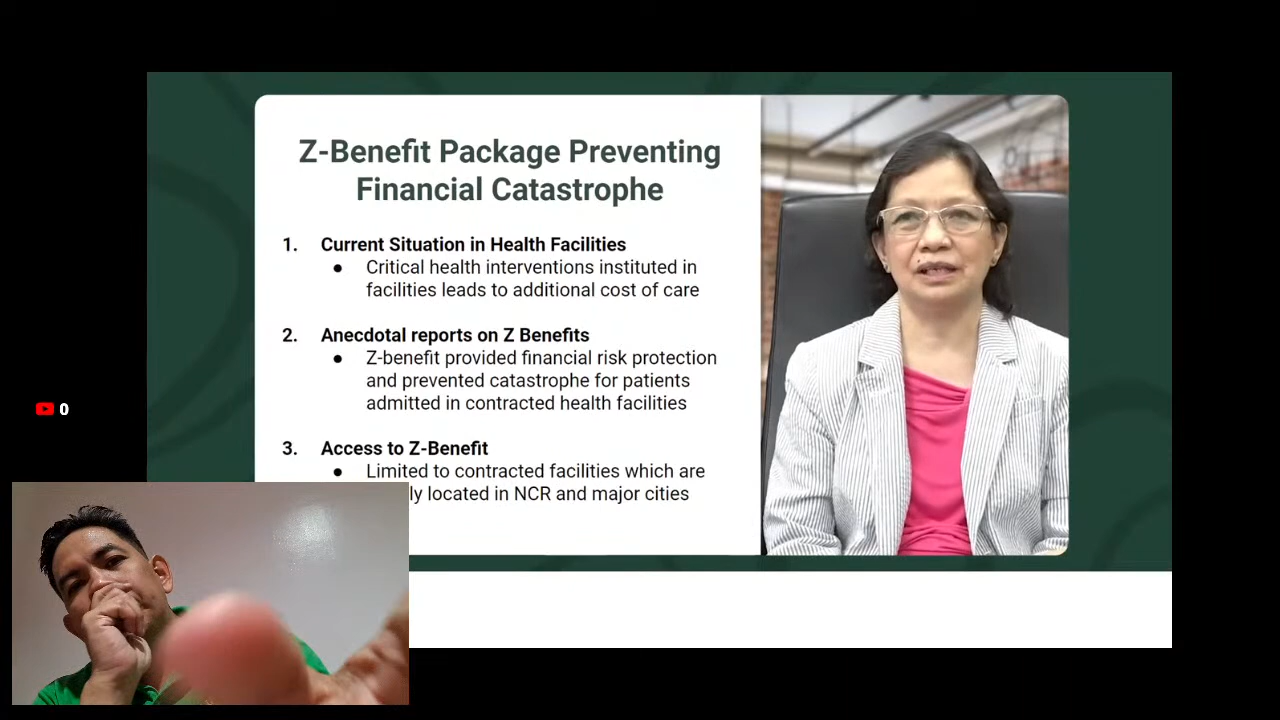 Z-Benefit Package Preventing
Financial Catastrophe
1. Current Situation in Health Facilities
● Critical health interventions instituted in
facilities leads to additional cost of care
2. Anecdotal reports on Z Benefits
● Z-benefit provided financial risk protection
and prevented catastrophe for patients
admitted in contracted health facilities
3. Access to Z-Benefit
● Limited to contracted facilities which are
located in NCR and major cities
0